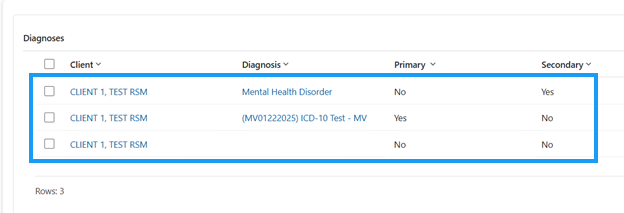 Diagnoses
Client Diagnosis Primary Secondary
CLIENT 1, TEST RSM Mental Health Disorder No Yes
CLIENT 1, TEST RSM (MV01222025) ICD-10 Test - MV Yes No
CLIENT 1, TEST RSM No No
Rows: 3